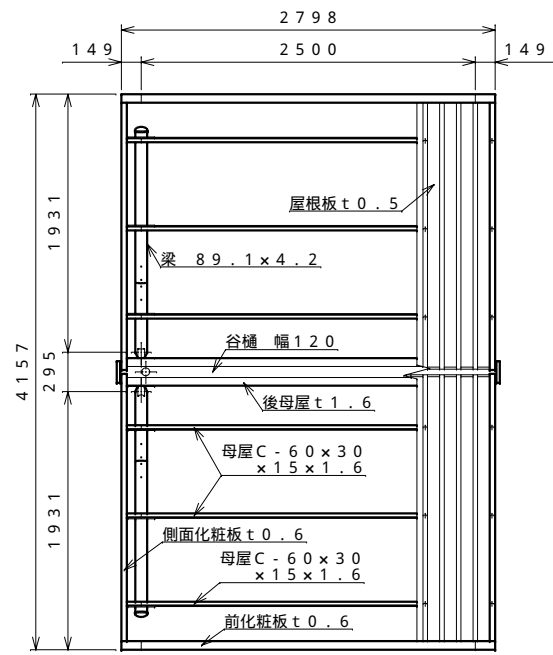 2798
149 2500 149
屋根板t0.5
1931
梁 89.1×4.2
谷樋 幅120
4157
295
後母屋t1.6
母屋C-60×30
×15×1.6
1931
側面化粧板t0.6
母屋C-60×30
×15×1.6
前化粧板t0.6